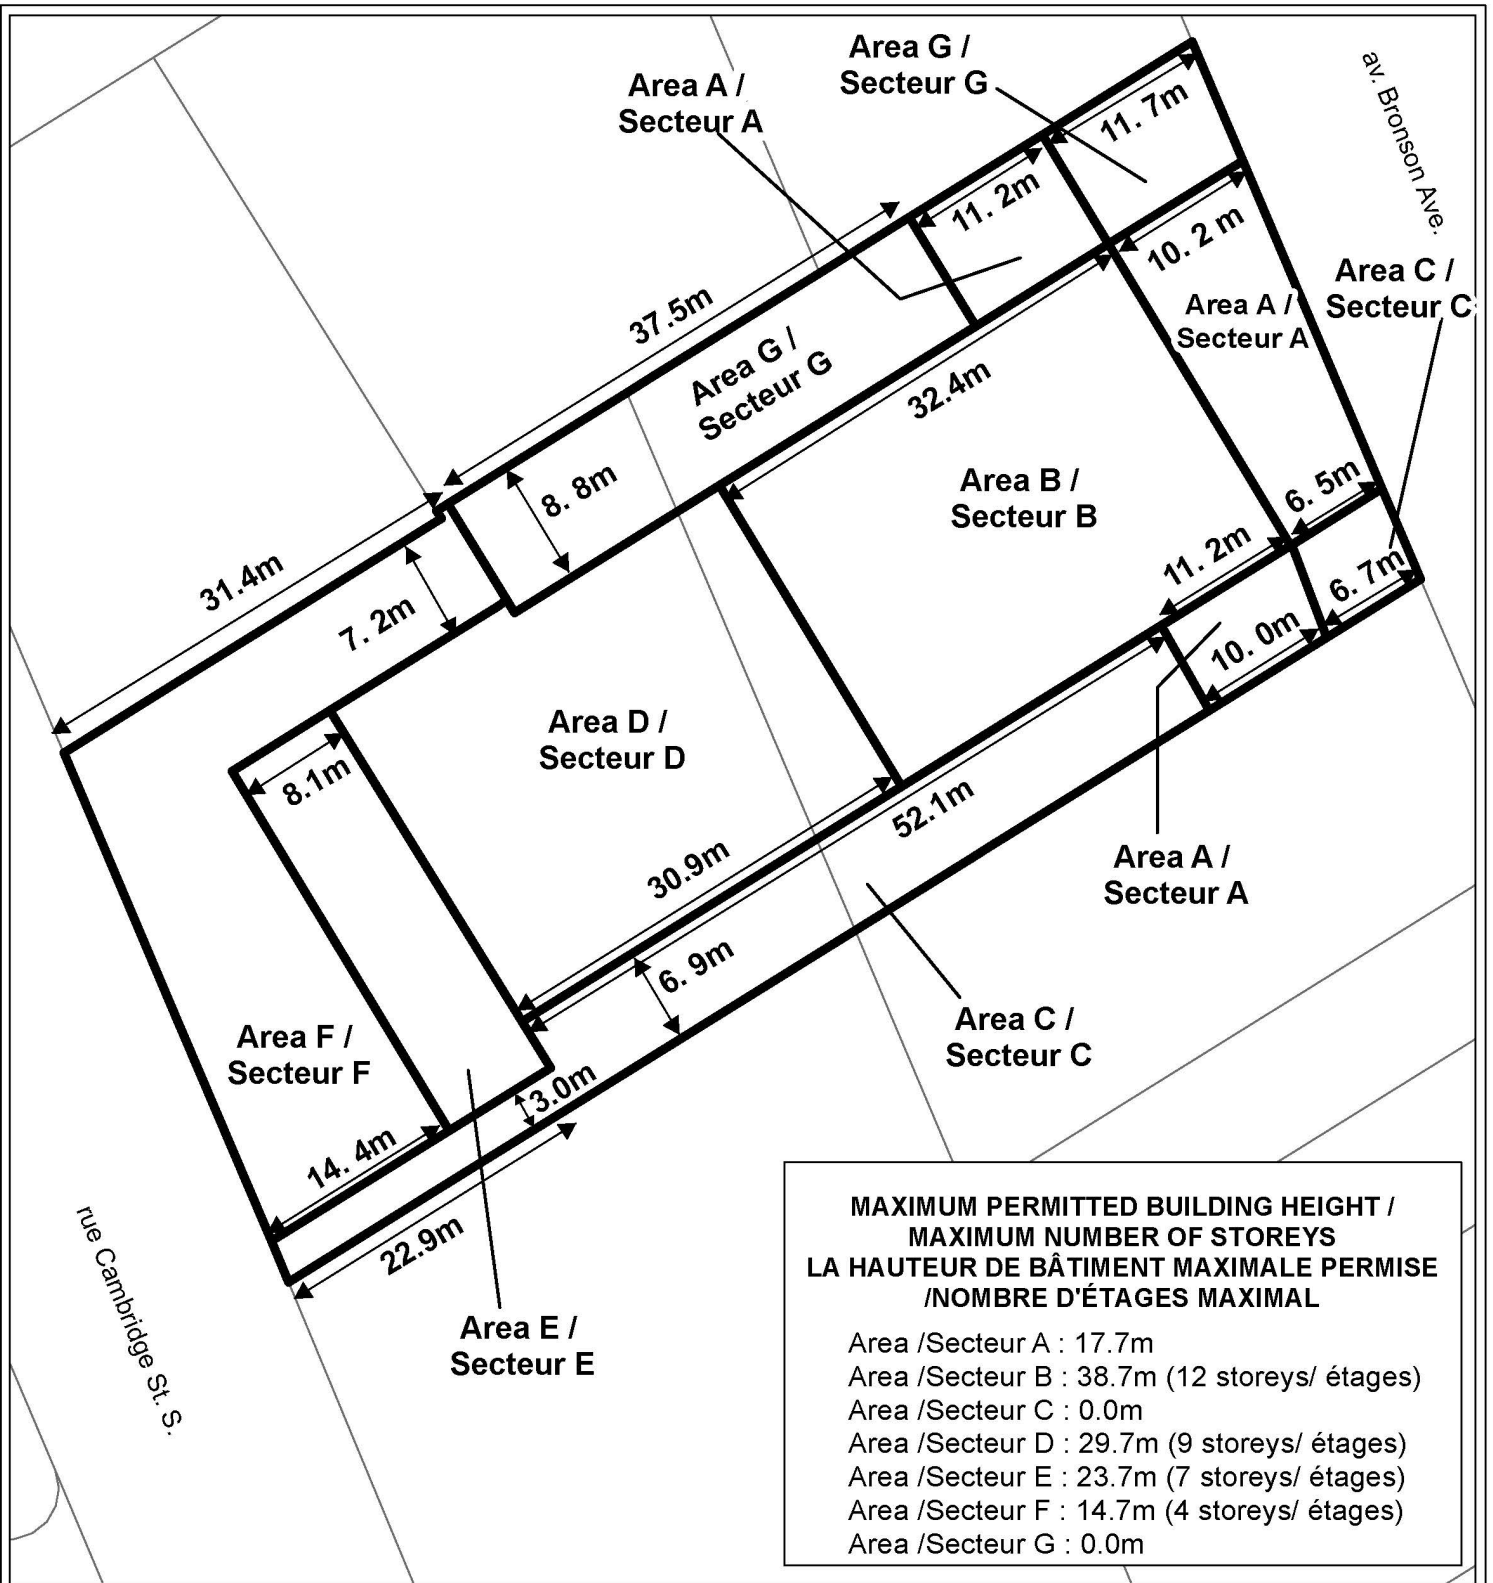 Area G /
Secteur G
Area A /
Secteur A
av. Bronson Ave.
11. 7m
11. 2m
10. 2 m
37.5m
Area G /
Secteur G
Area A /
Secteur A
Area C /
Secteur C
32.4m
8. 8m
Area B /
Secteur B
6. 5m
11. 2m
6. 7m
10. 0m
31.4m
7. 2m
Area D /
Secteur D
8.1m
52.1m
30.9m
Area A /
Secteur A
6. 9m
Area C /
Secteur C
Area F /
Secteur F
3.0m
14. 4m
22.9m
rue Cambridge St. S.
Area E /
Secteur E
MAXIMUM PERMITTED BUILDING HEIGHT /
MAXIMUM NUMBER OF STOREYS
LA HAUTEUR DE BÂTIMENT MAXIMALE PERMISE
/NOMBRE D'ÉTAGES MAXIMAL
Area /Secteur A : 17.7m
Area /Secteur B : 38.7m (12 storeys/ étages)
Area /Secteur C : 0.0m
Area /Secteur D : 29.7m (9 storeys/ étages)
Area /Secteur E : 23.7m (7 storeys/ étages)
Area /Secteur F : 14.7m (4 storeys/ étages)
Area /Secteur G : 0.0m